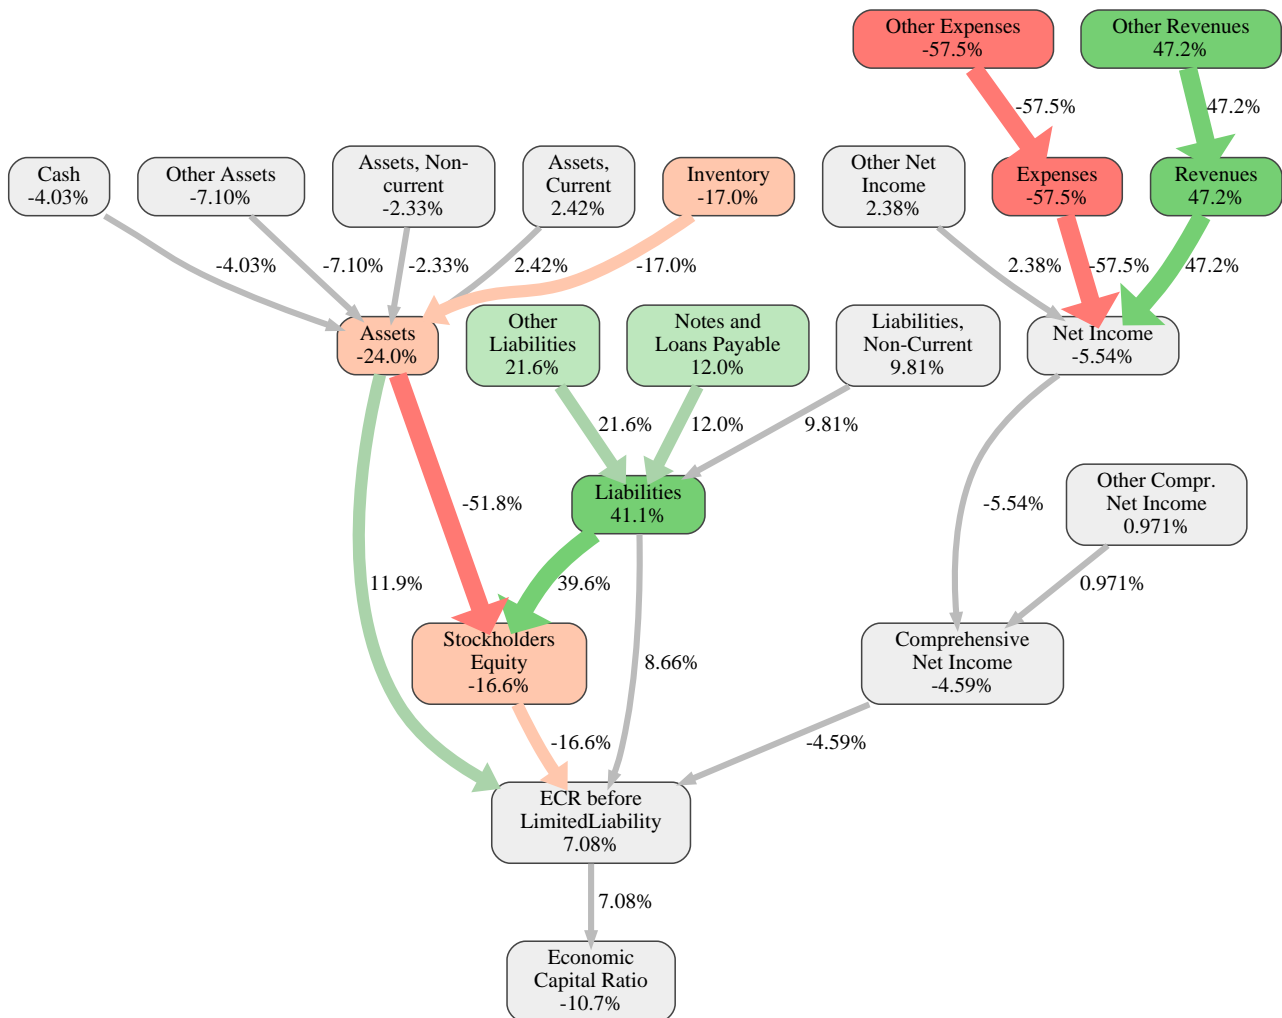 Other Expenses
-57.5%
Other Revenues
47.2%
-57.5%
47.2%
Cash
-4.03%
Other Assets
-7.10%
Assets, Non-
current
-2.33%
Assets,
Current
2.42%
Inventory
-17.0%
Other Net
Income
2.38%
Expenses
-57.5%
Revenues
47.2%
-4.03%
-7.10%
-2.33%
2.42%
-17.0%
2.38%
-57.5%
47.2%
Assets
-24.0%
Other
Liabilities
21.6%
Notes and
Loans Payable
12.0%
Liabilities,
Non-Current
9.81%
Net Income
-5.54%
21.6%
12.0%
9.81%
Liabilities
41.1%
-51.8%
-5.54%
Other Compr.
Net Income
0.971%
11.9%
39.6%
0.971%
Stockholders
Equity
-16.6%
8.66%
Comprehensive
Net Income
-4.59%
-16.6%
-4.59%
ECR before
LimitedLiability
7.08%
7.08%
Economic
Capital Ratio
-10.7%